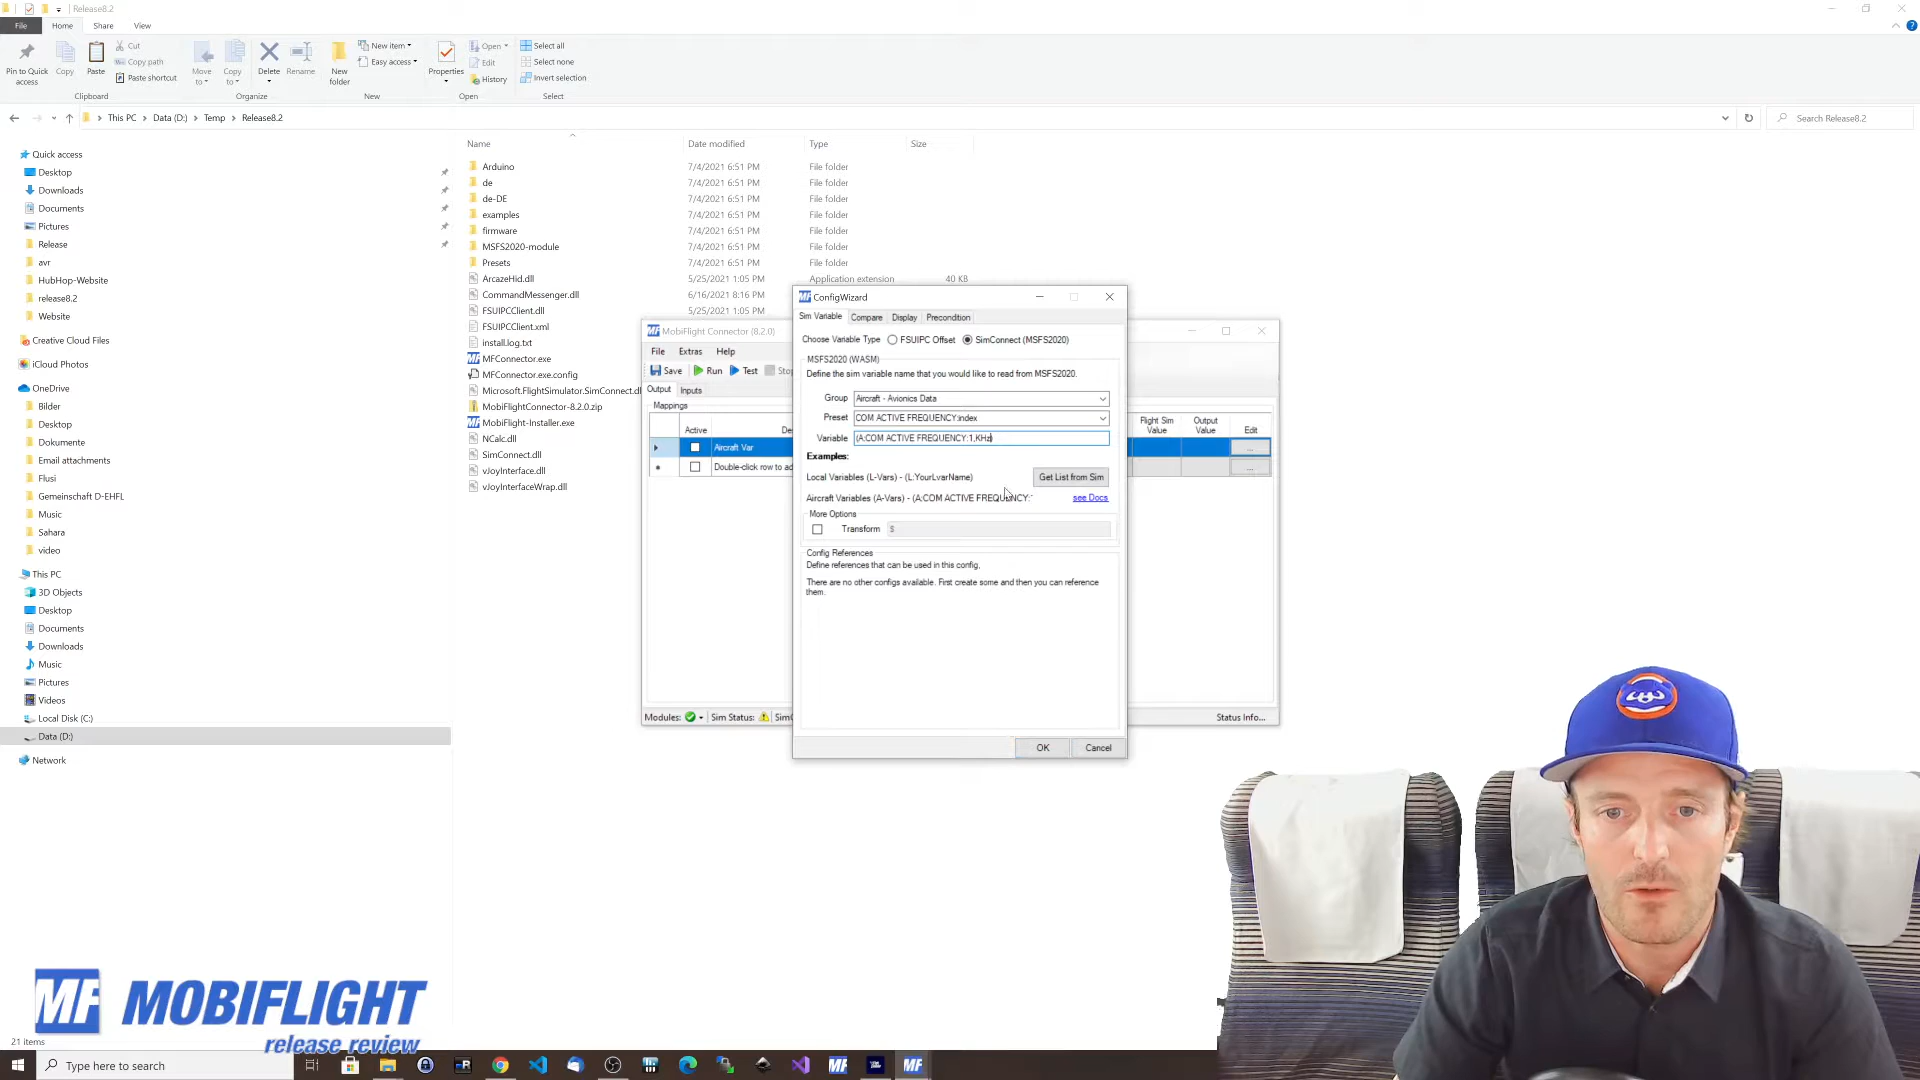 Release8.2
File
Home
Share
View
Pin to Quick access
Copy
Paste
Cut
Copy path
Paste shortcut
Clipboard
Move to
Copy to
Delete
Rename
Organize
New folder
New item
Easy access
New
Properties
Open
Edit
History
Open
Select all
Select none
Invert selection
Select
This PC > Data (D:) > Temp > Release8.2
Search Release8.2
Quick access
Desktop
Downloads
Documents
Pictures
Release
avr
HubHop-Website
release8.2
Website
Creative Cloud Files
iCloud Photos
OneDrive
Bilder
Desktop
Dokumente
Email attachments
Flusi
Gemeinschaft D-EHFL
Music
Sahara
video
This PC
3D Objects
Desktop
Documents
Downloads
Music
Pictures
Videos
Local Disk (C:)
Data (D:)
Network
21 items
Name Date modified Type Size
Arduino 7/4/2021 6:51 PM File folder
de 7/4/2021 6:51 PM File folder
de-DE 7/4/2021 6:51 PM File folder
examples 7/4/2021 6:51 PM File folder
firmware 7/4/2021 6:51 PM File folder
MSFS2020-module 7/4/2021 6:51 PM File folder
Presets 7/4/2021 6:51 PM File folder
ArcazeHid.dll 5/25/2021 1:05 PM Application extension 40 KB
CommandMessenger.dll 6/16/2021 8:16 PM
FSUIPCClient.dll 5/25/2021 1:05 PM
FSUIPCClient.xml
install.log.txt
MFConnector.exe
MFConnector.exe.config
Microsoft.FlightSimulator.SimConnect.dl
MobiFlightConnector-8.2.0.zip
MobiFlight-Installer.exe
NCalc.dll
SimConnect.dll
vJoyInterface.dll
vJoyInterfaceWrap.dll
MobiFlight Connector (8.2.0)
File Extras Help
Save Run Test Stop
Output Inputs
Mappings
Active
Flight Sim Value
Output Value
Edit
Aircraft Var
...
Double-click row to ad
...
Modules:
Sim Status:
Status Info...
ConfigWizard
Sim Variable Compare Display Precondition
Choose Variable Type FSUIPC Offset SimConnect (MSFS2020)
MSFS2020 (WASM)
Define the sim variable name that you would like to read from MSFS2020.
Group Aircraft - Avionics Data
Preset COM ACTIVE FREQUENCY:index
Variable (A:COM ACTIVE FREQUENCY:1,KHz)
Examples:
Local Variables (L-Vars) - (L:YourLvarName) Get List from Sim
Aircraft Variables (A-Vars) - (A:COM ACTIVE FREQUENCY: see Docs
More Options
Transform $
Config References
Define references that can be used in this config,
There are no other configs available. First create some and then you can reference
them.
OK Cancel
MF MOBIFLIGHT
release review
Type here to search